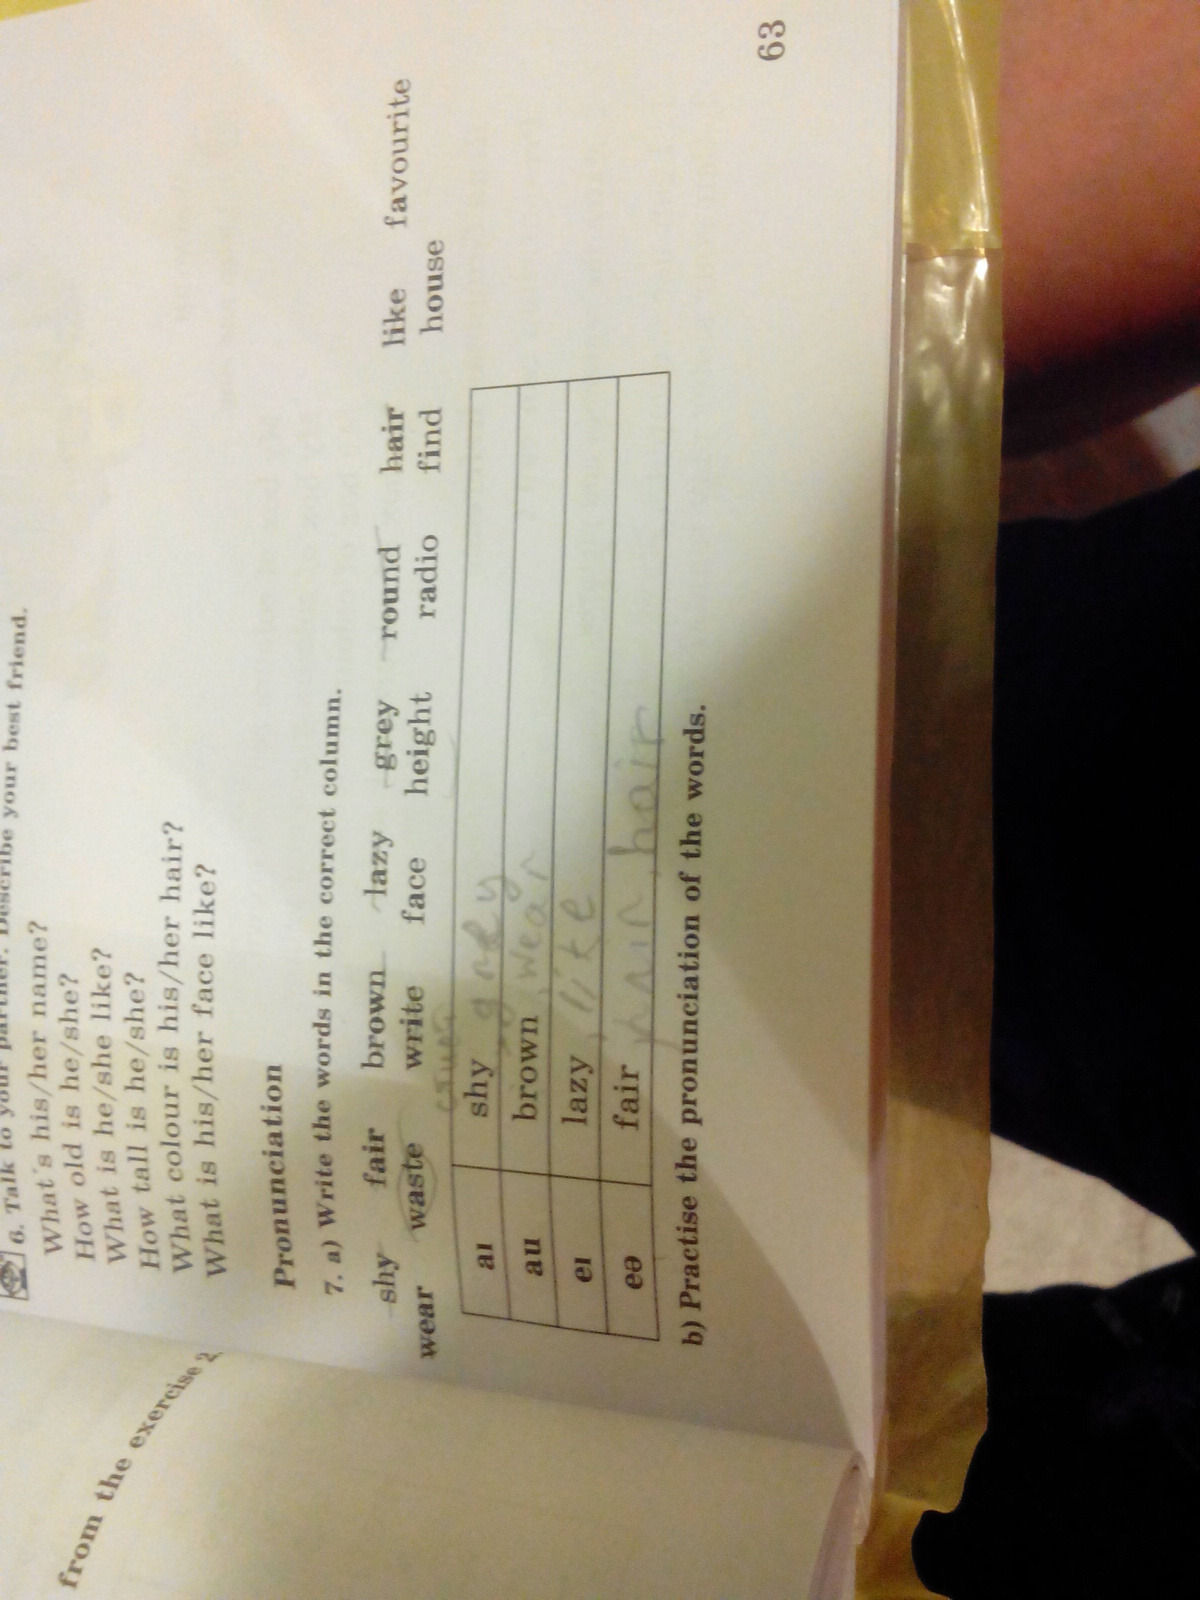 from the exercise 2.
6. Talk to your partner. Describe your best friend.
What's his/her name?
How old is he/she?
What is he/she like?
How tall is he/she?
What colour is his/her hair?
What is his/her face like?
Pronunciation
7. a) Write the words in the correct column.
shy fair brown lazy grey round hair like favourite
wear waste write face height radio find house
aɪ shy
au brown wear
eɪ lazy like
eə fair hair
b) Practise the pronunciation of the words.
63